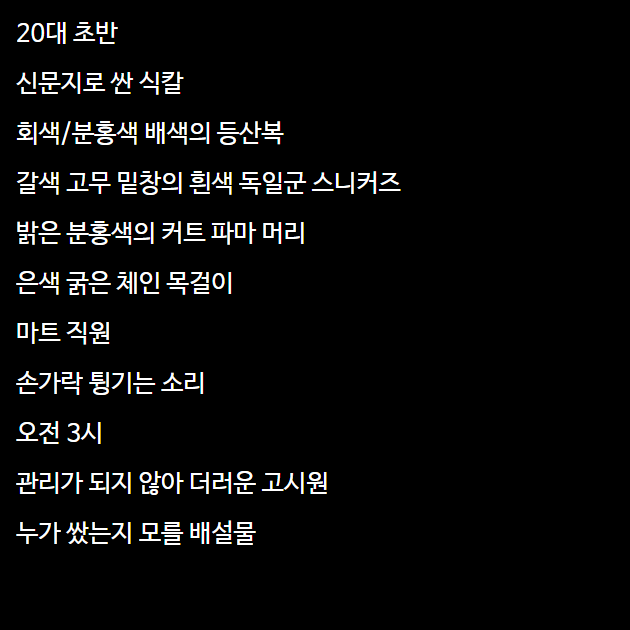 20대 초반
신문지로 싼 식칼
회색/분홍색 배색의 등산복
갈색 고무 밑창의 흰색 독일군 스니커즈
밝은 분홍색의 커트 파마 머리
은색 굵은 체인 목걸이
마트 직원
손가락 튕기는 소리
오전 3시
관리가 되지 않아 더러운 고시원
누가 쌌는지 모를 배설물